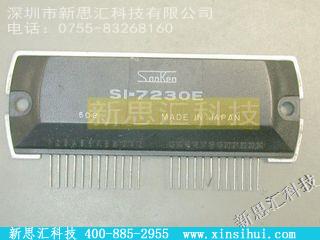 深圳市新思汇科技有限公司
电话：0755-83268160
SanKen
SI-7230E
新思汇科技
MADE IN JAPAN
新思汇科技
新思汇科技 400-885-2955 www.xinsihui.com